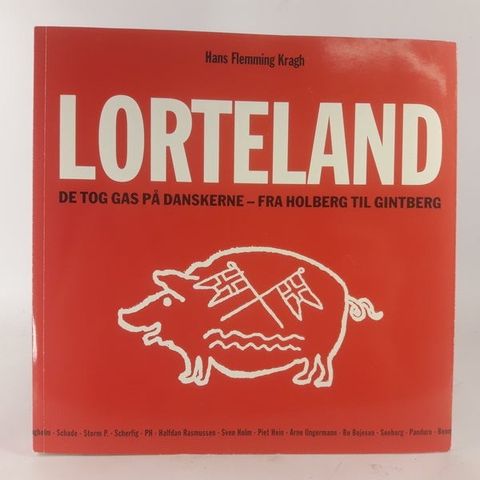 Hans Flemming Kragh
LORTELAND
DE TOG GAS PÅ DANSKERNE – FRA HOLBERG TIL GINTBERG
· Schade · Storm P. · Scherfig · PH · Halfdan Rasmussen · Sven Holm · Piet Hein · Arne Ungermann · Bo Bojesen · Seeberg · Panduro ·